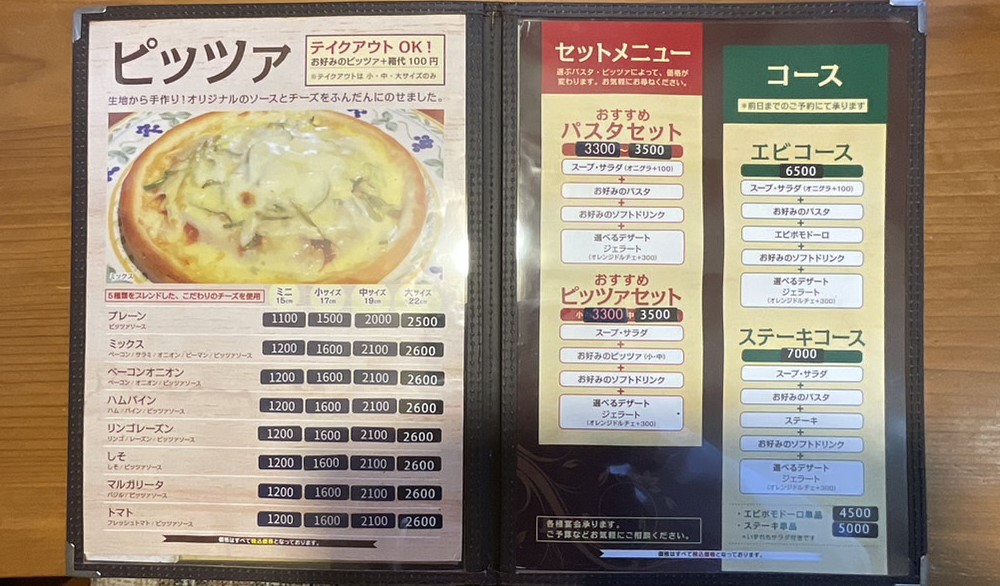 ピッツァ
テイクアウト OK!
お好みのピッツァ+箱代100円
※テイクアウトは 小・中・大サイズのみ
生地から手作り!オリジナルのソースとチーズをふんだんにのせました。
ミックス
5種類をブレンドした、こだわりのチーズを使用
ミニ 小サイズ 中サイズ 大サイズ
15cm 17cm 19cm 22cm
プレーン 1100 1500 2000 2500
ピッツァソース
ミックス 1200 1600 2100 2600
ベーコン/サラミ/オニオン/ピーマン/ピッツァソース
ベーコンオニオン 1200 1600 2100 2600
ベーコン/オニオン/ピッツァソース
ハムパイン 1200 1600 2100 2600
ハム/パイン/ピッツァソース
リンゴレーズン 1200 1600 2100 2600
リンゴ/レーズン/ピッツァソース
しそ 1200 1600 2100 2600
しそ/ピッツァソース
マルガリータ 1200 1600 2100 2600
バジル/ピッツァソース
トマト 1200 1600 2100 2600
フレッシュトマト/ピッツァソース
価格はすべて税込価格となっております。
セットメニュー
選ぶパスタ・ピッツァによって、価格が
変わります。お気軽にお尋ねください。
おすすめ
パスタセット
3300 ~ 3500
スープ・サラダ(オニグラ+100)
+
お好みのパスタ
+
お好みのソフトドリンク
+
選べるデザート
ジェラート
(オレンジドルチェ+300)
おすすめ
ピッツァセット
小 3300 中 3500
スープ・サラダ
+
お好みのピッツァ(小・中)
+
お好みのソフトドリンク
+
選べるデザート
ジェラート
(オレンジドルチェ+300)
各種宴会承ります。
ご予算などお気軽にご相談ください。
コース
※前日までのご予約にて承ります
エビコース
6500
スープ・サラダ(オニグラ+100)
+
お好みのパスタ
+
エビポモドーロ
+
お好みのソフトドリンク
+
選べるデザート
ジェラート
(オレンジドルチェ+300)
ステーキコース
7000
スープ・サラダ
+
お好みのパスタ
+
ステーキ
+
お好みのソフトドリンク
+
選べるデザート
ジェラート
(オレンジドルチェ+300)
・エビポモドーロ単品 4500
・ステーキ単品 5000
*いずれもサラダ付きです
価格はすべて税込価格となっております。